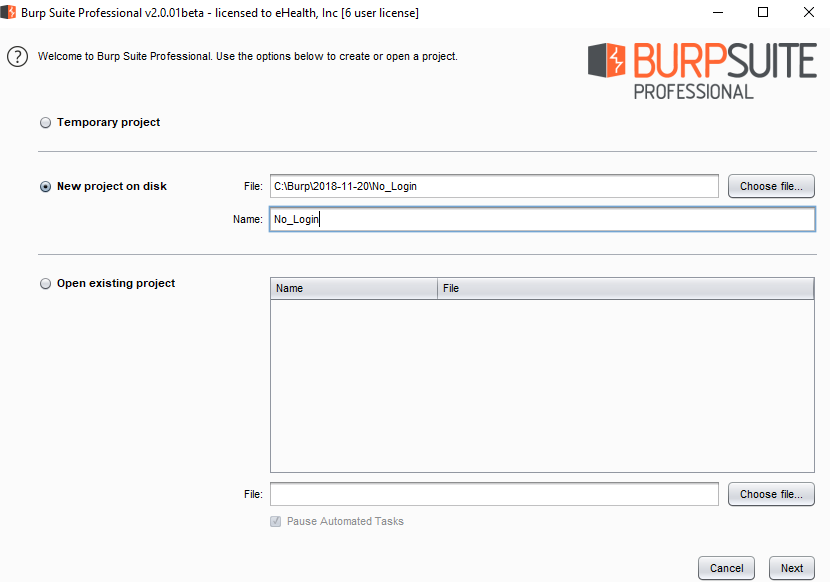 Burp Suite Professional v2.0.01beta - licensed to eHealth, Inc [6 user license]
? Welcome to Burp Suite Professional. Use the options below to create or open a project.
BURPSUITE
PROFESSIONAL
Temporary project
New project on disk File: C:\Burp\2018-11-20\No_Login Choose file...
Name: No_Login
Open existing project Name File
File: Choose file...
Pause Automated Tasks
Cancel Next